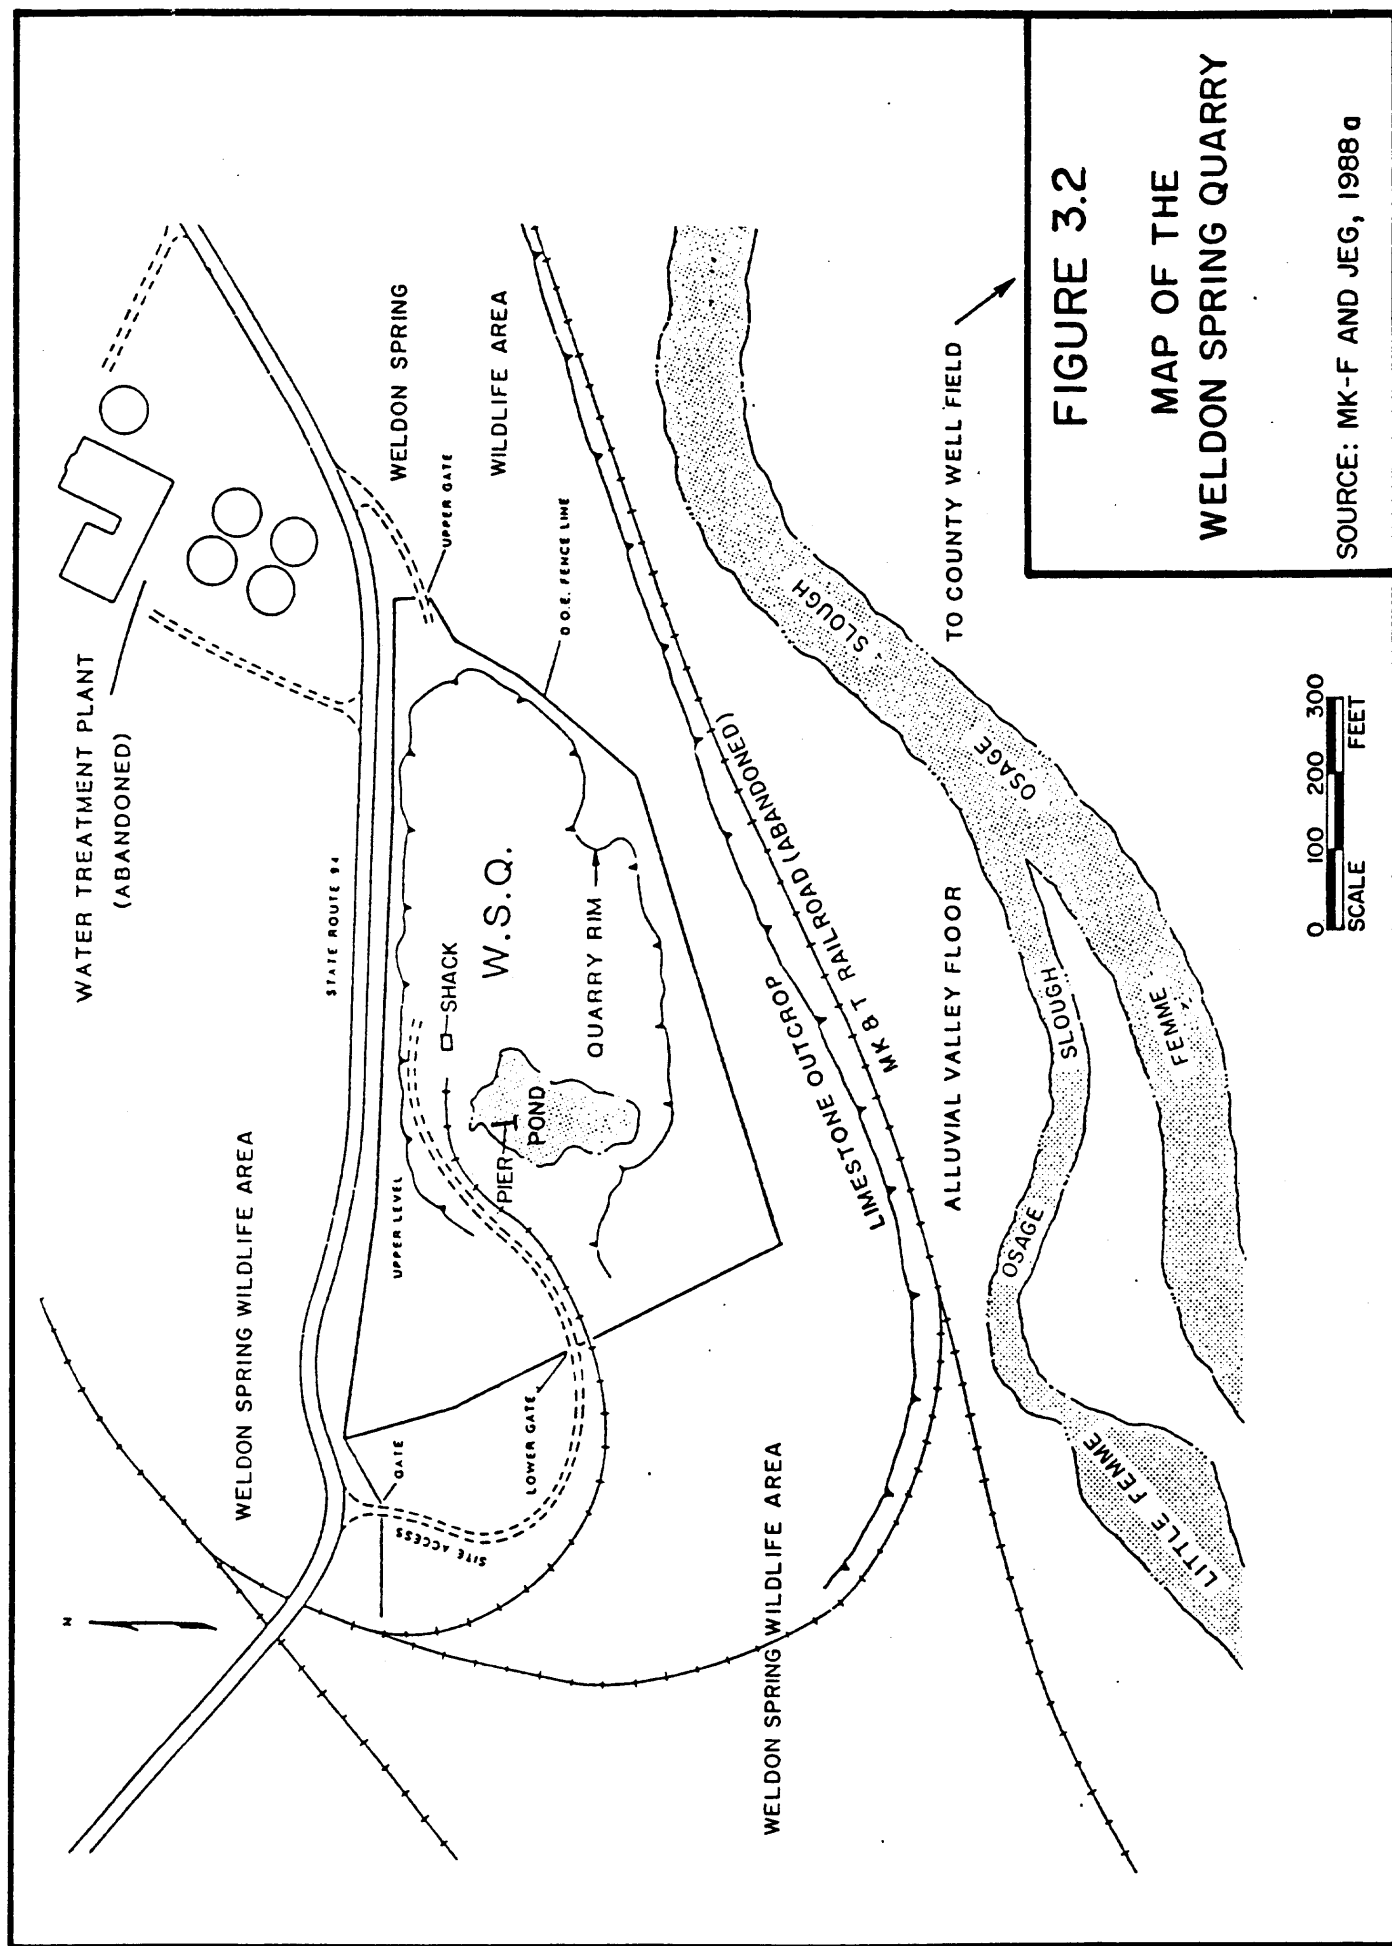 N
WATER TREATMENT PLANT
(ABANDONED)
STATE ROUTE 94
WELDON SPRING WILDLIFE AREA
WELDON SPRING
WILDLIFE AREA
UPPER GATE
D.O.E. FENCE LINE
UPPER LEVEL
SHACK
W.S.Q.
PIER
POND
QUARRY RIM
GATE
SITE ACCESS
LOWER GATE
LIMESTONE OUTCROP
MK & T RAILROAD (ABANDONED)
WELDON SPRING WILDLIFE AREA
ALLUVIAL VALLEY FLOOR
TO COUNTY WELL FIELD
SLOUGH
OSAGE
FEMME
SLOUGH
OSAGE
LITTLE FEMME
0 100 200 300
SCALE FEET
FIGURE 3.2
MAP OF THE
WELDON SPRING QUARRY
SOURCE: MK-F AND JEG, 1988a